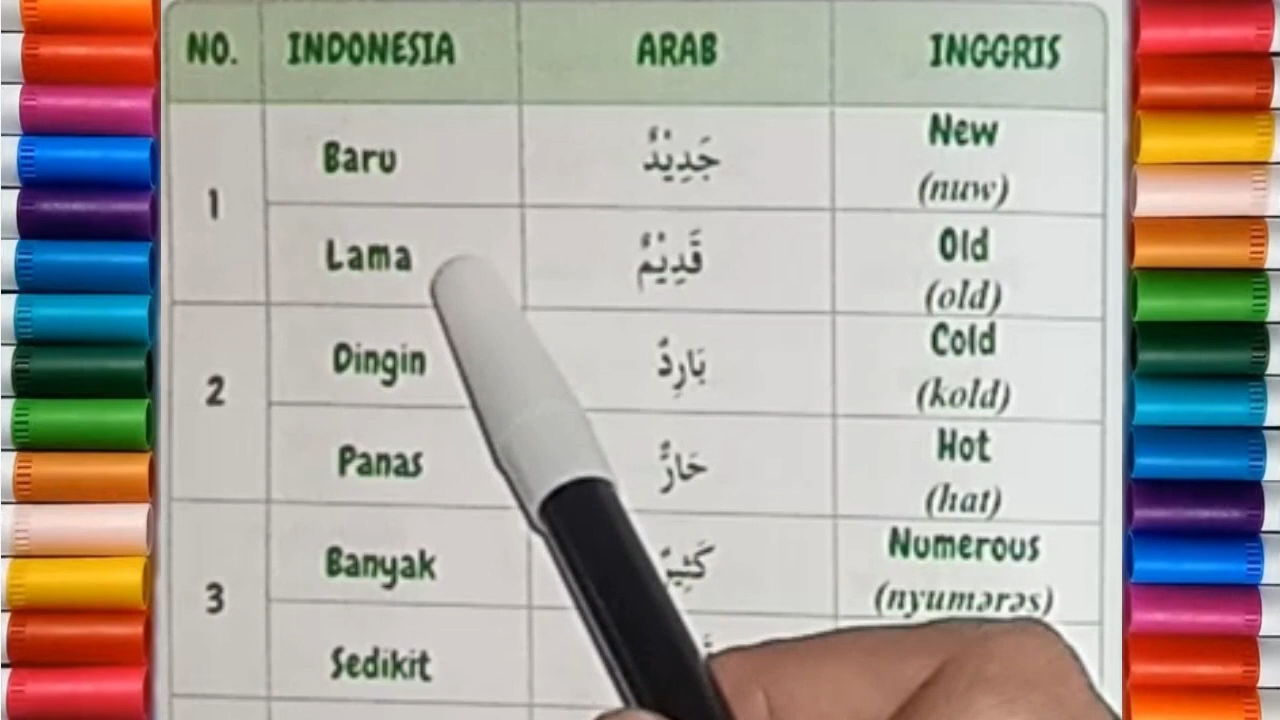 NO. INDONESIA ARAB INGGRIS
1
Baru جَدِيْدٌ New
(nuw)
Lama قَدِيْمٌ Old
(old)
2
Dingin بَارِدٌ Cold
(kold)
Panas حَارٌّ Hot
(hat)
3
Banyak كَثِيْرٌ Numerous
(nyumərəs)
Sedikit